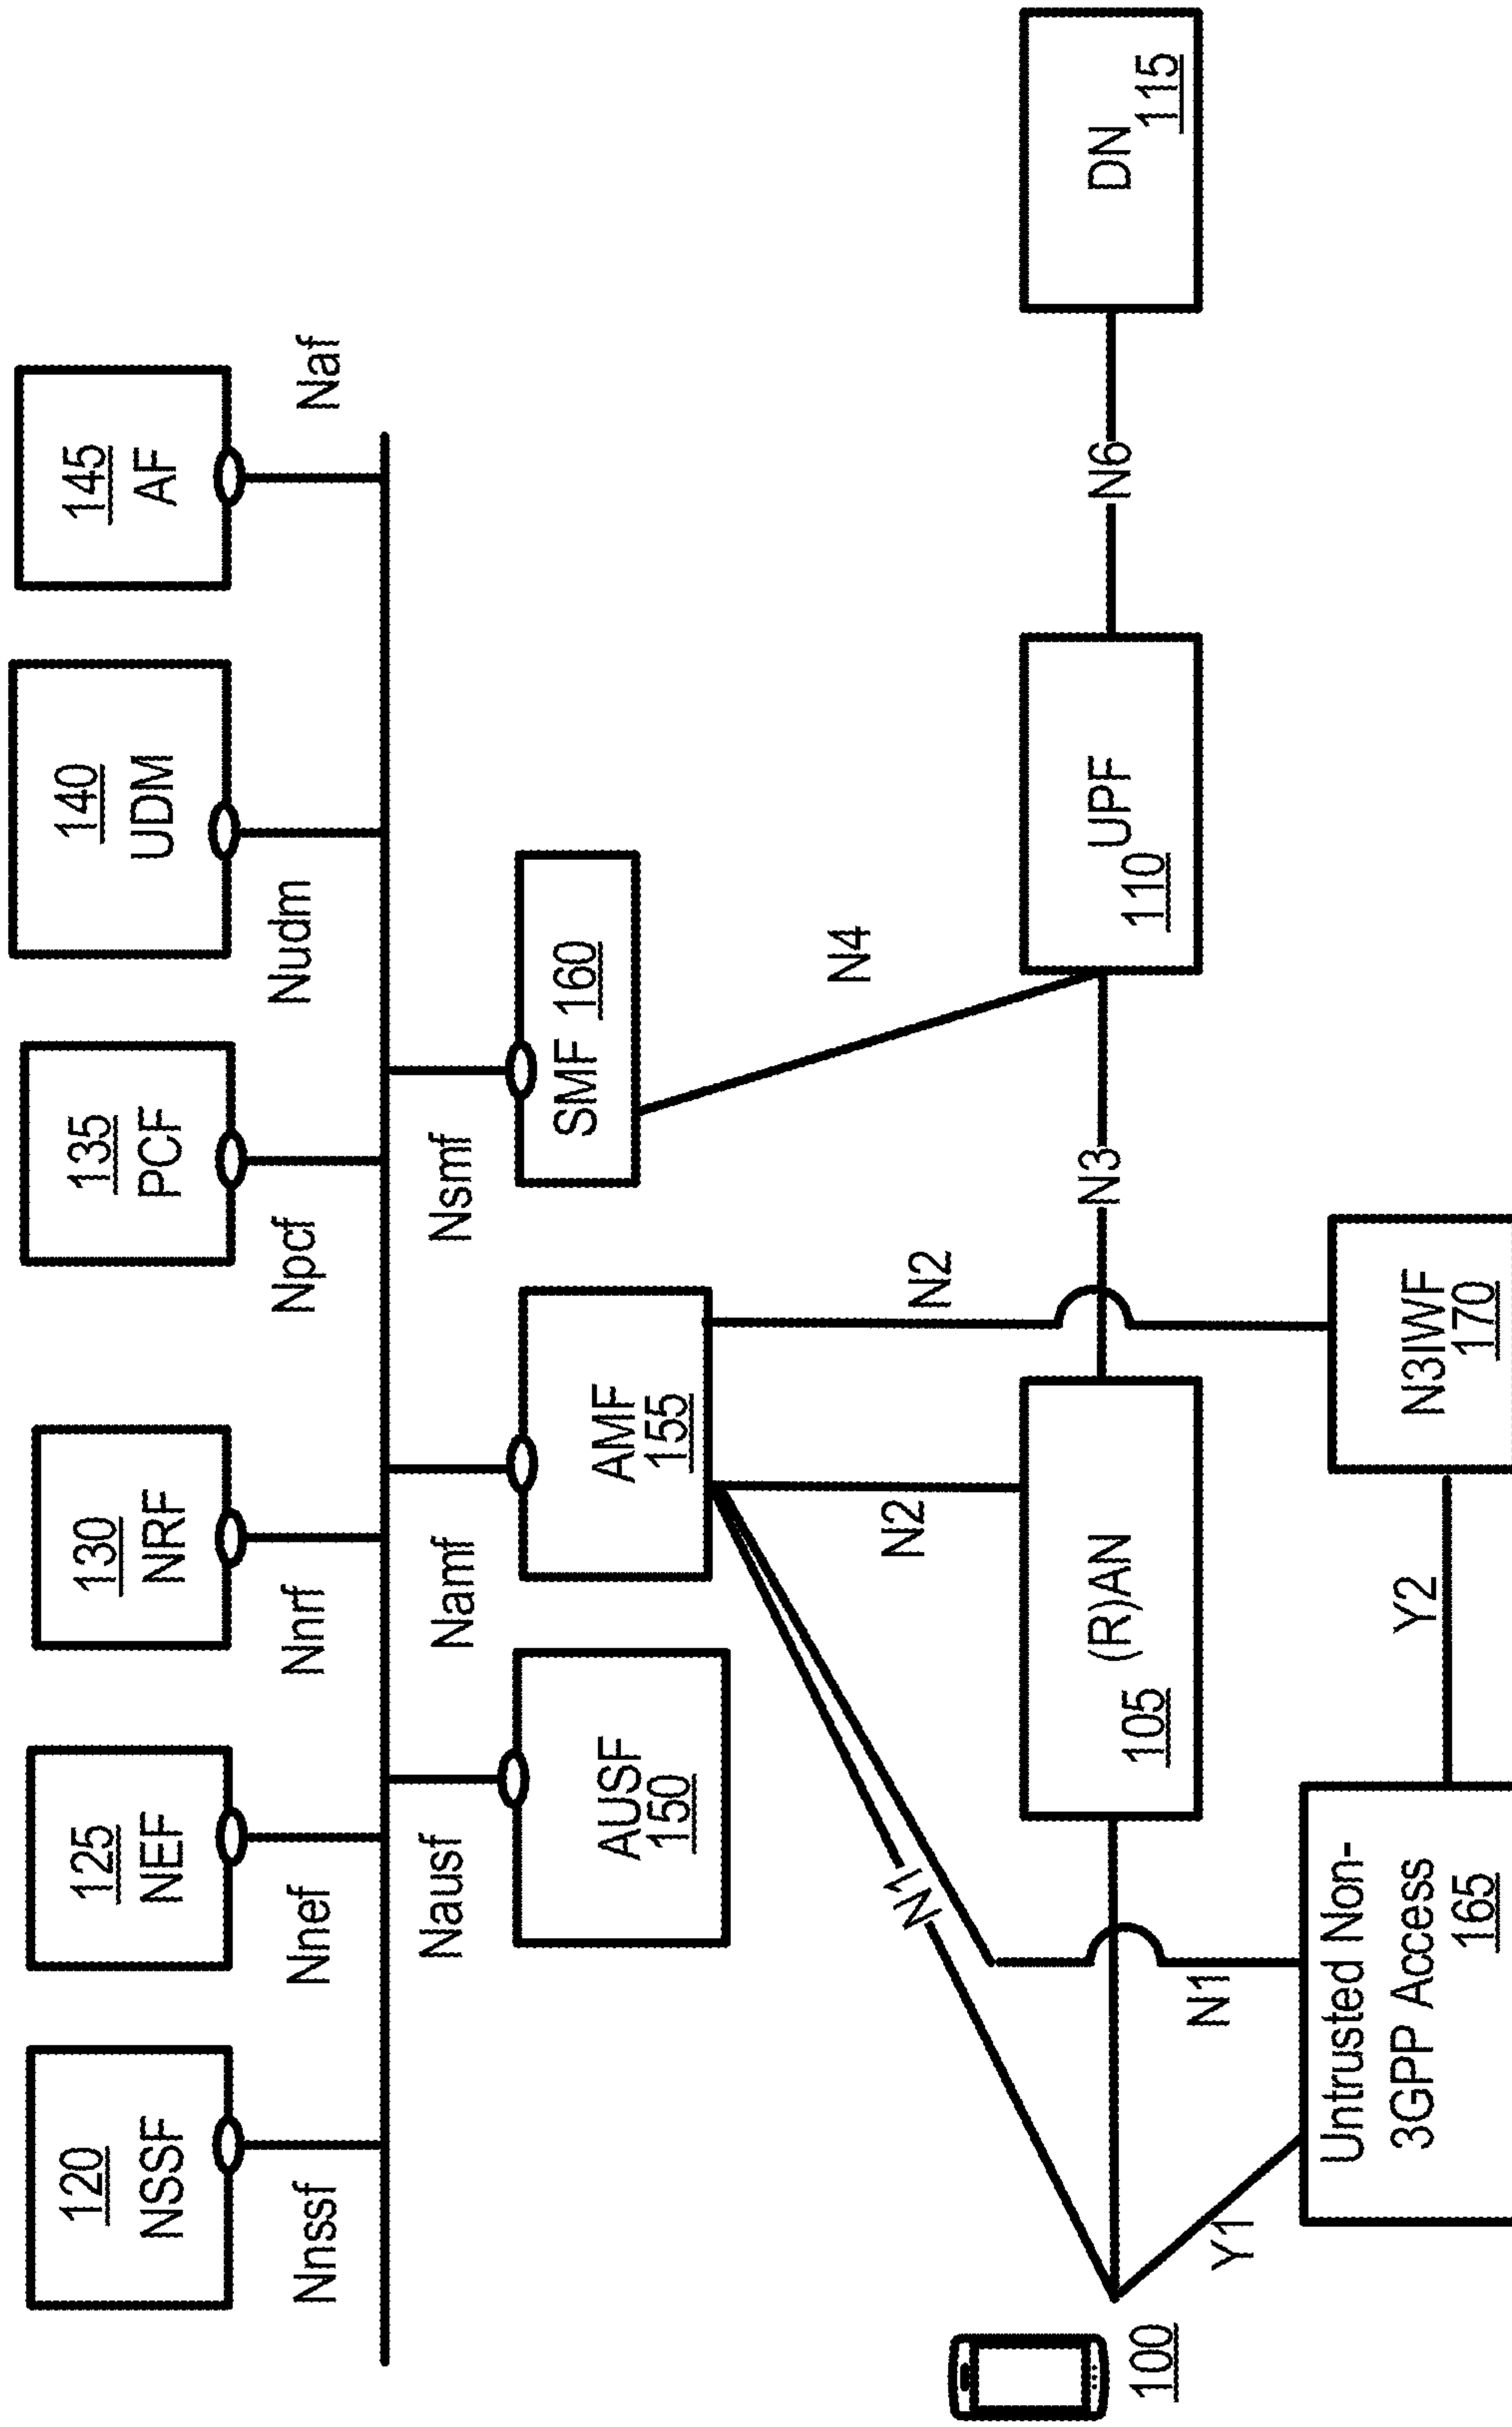 120
NSSF
125
NEF
130
NRF
135
PCF
140
UDM
145
AF
Nnssf
Nnef
Nnrf
Npcf
Nudm
Naf
Nausf
Namf
Nsmf
AUSF
150
AMF
155
SMF 160
N1
N2
N2
N4
100
(R)AN
105
N3
UPF
110
N6
DN
115
Y1
N1
Untrusted Non-
3GPP Access
165
Y2
N3IWF
170